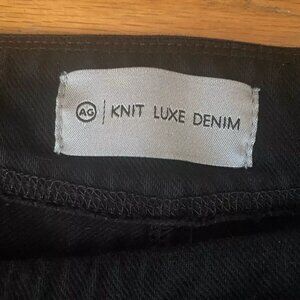 AG | KNIT LUXE DENIM